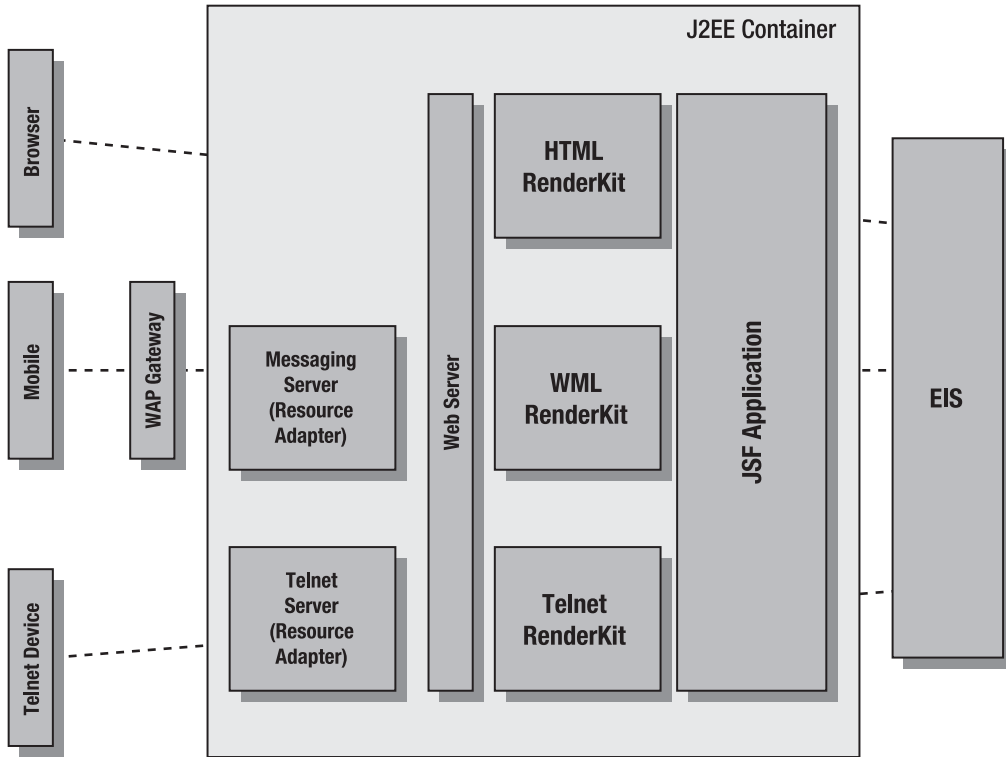 J2EE Container
Browser
HTML
RenderKit
Mobile
WAP Gateway
Messaging
Server
(Resource
Adapter)
Web Server
WML
RenderKit
JSF Application
EIS
Telnet Device
Telnet
Server
(Resource
Adapter)
Telnet
RenderKit